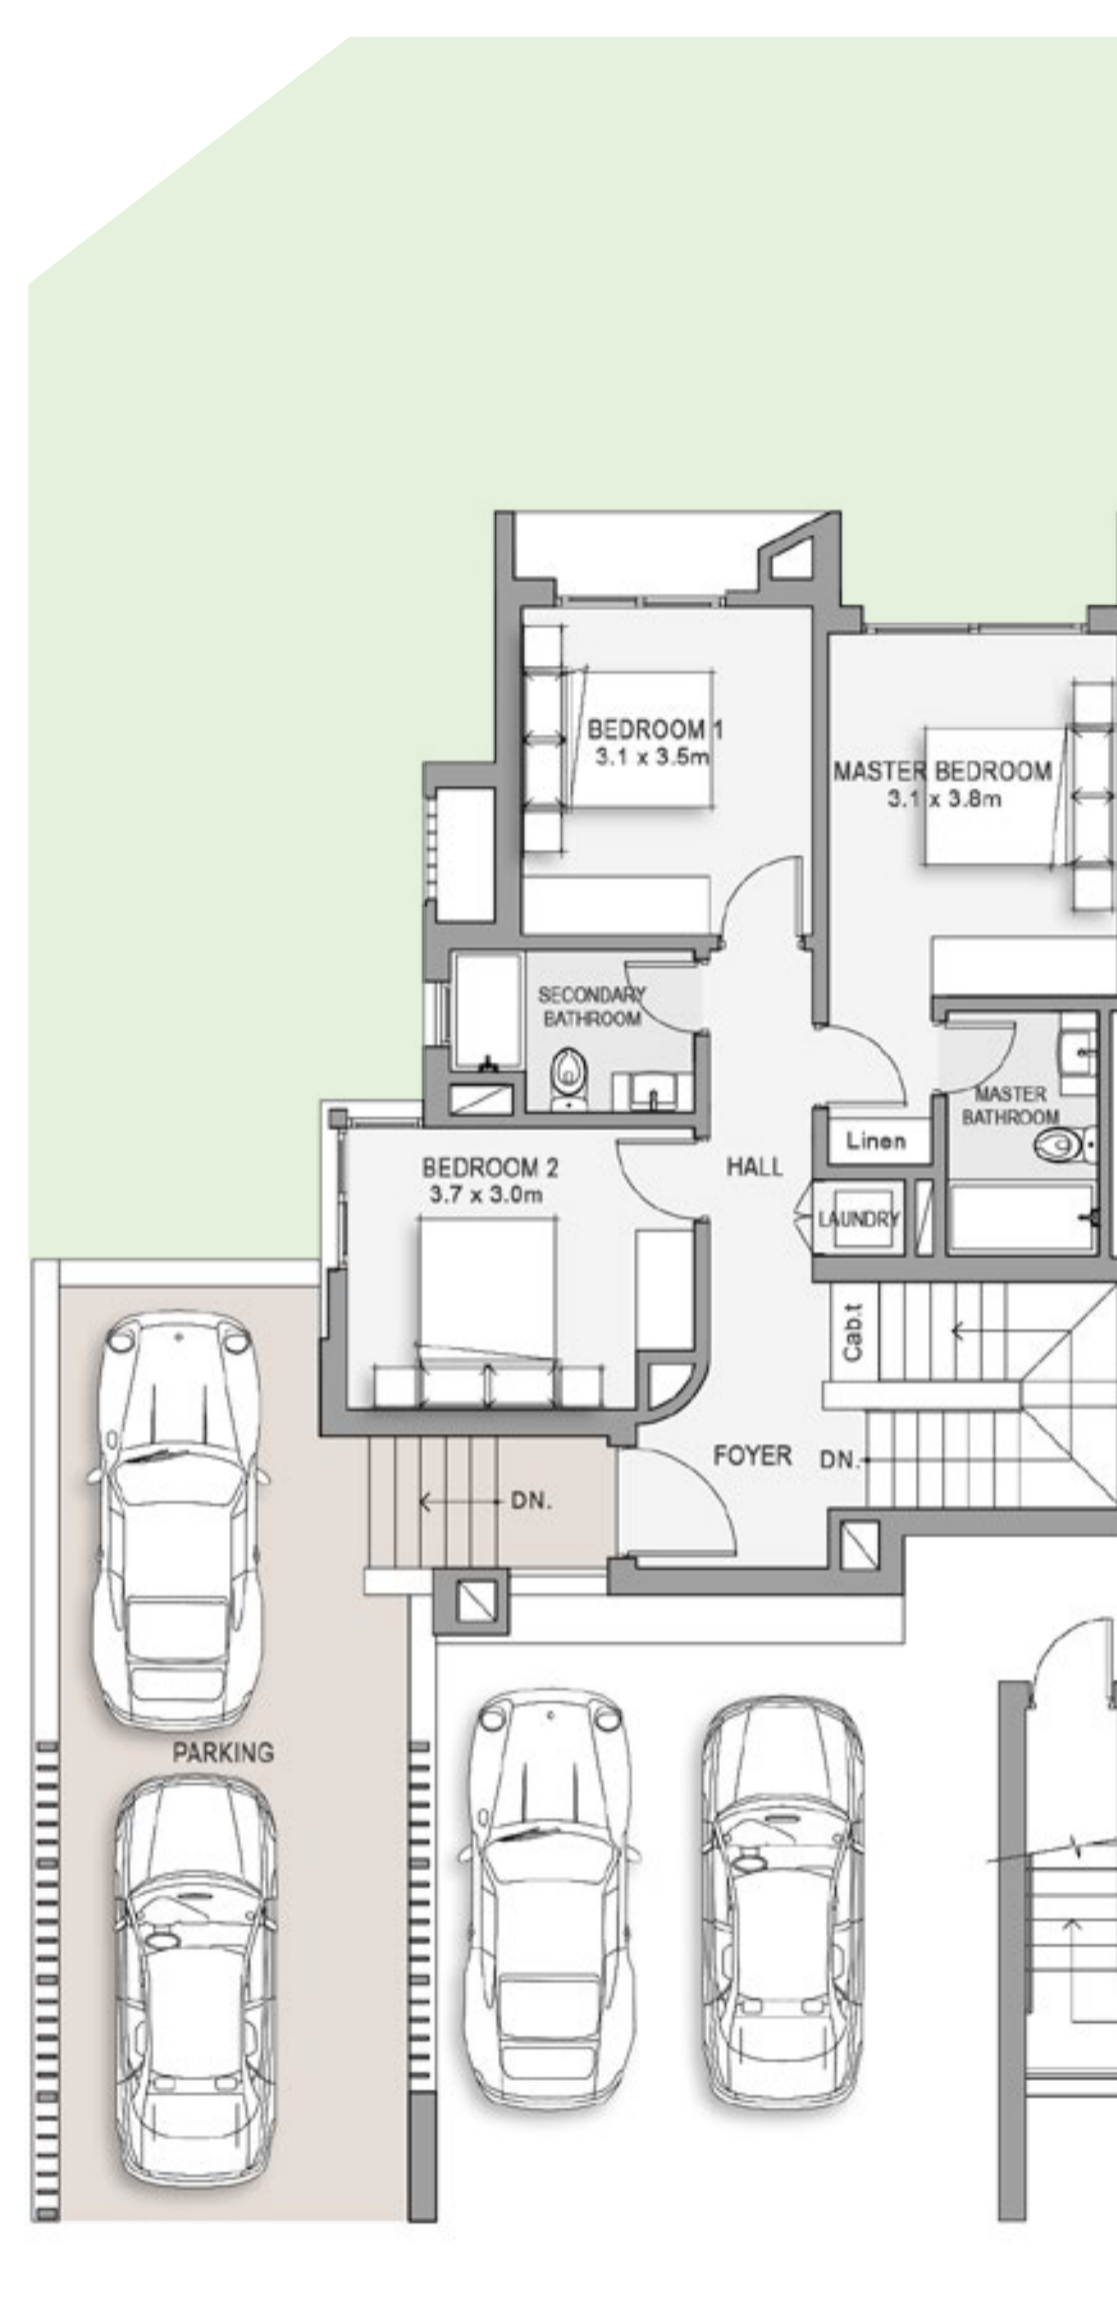 BEDROOM 1
3.1 x 3.5m
MASTER BEDROOM
3.1 x 3.8m
SECONDARY
BATHROOM
MASTER
BATHROOM
Linen
BEDROOM 2
3.7 x 3.0m
HALL
LAUNDRY
Cab.t
FOYER
DN.
DN.
PARKING